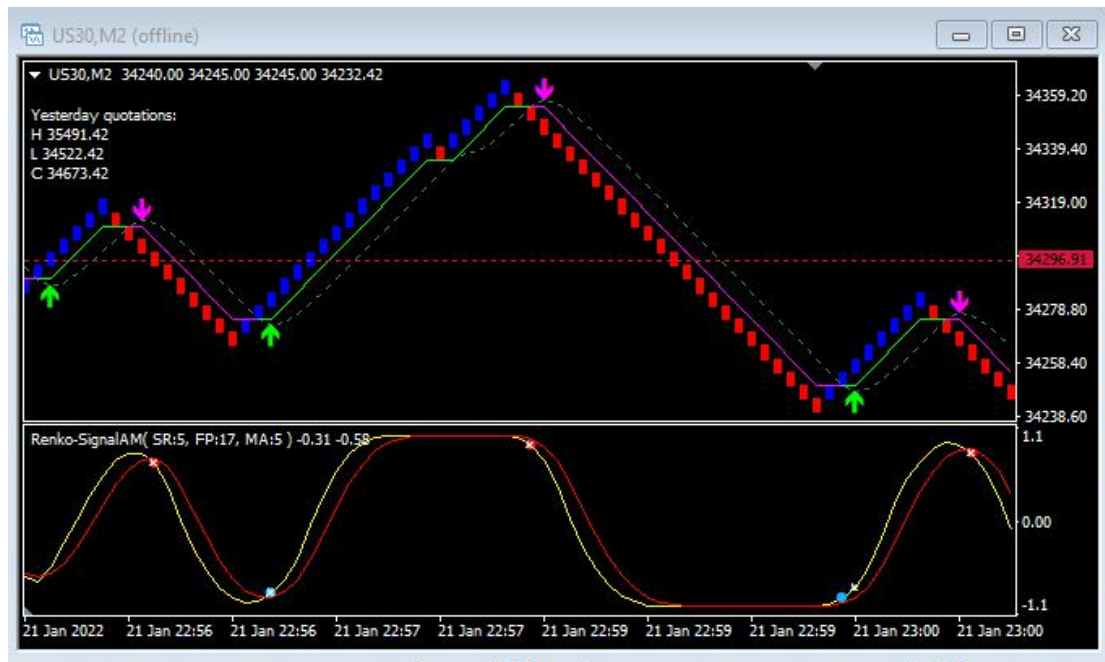 US30,M2 (offline)
US30,M2 34240.00 34245.00 34245.00 34232.42
Yesterday quotations:
H 35491.42
L 34522.42
C 34673.42
34359.20
34339.40
34319.00
34296.91
34278.80
34258.40
34238.60
Renko-SignalAM( SR:5, FP:17, MA:5 ) -0.31 -0.58
1.1
0.00
-1.1
21 Jan 2022 21 Jan 22:56 21 Jan 22:56 21 Jan 22:57 21 Jan 22:57 21 Jan 22:59 21 Jan 22:59 21 Jan 22:59 21 Jan 23:00 21 Jan 23:00